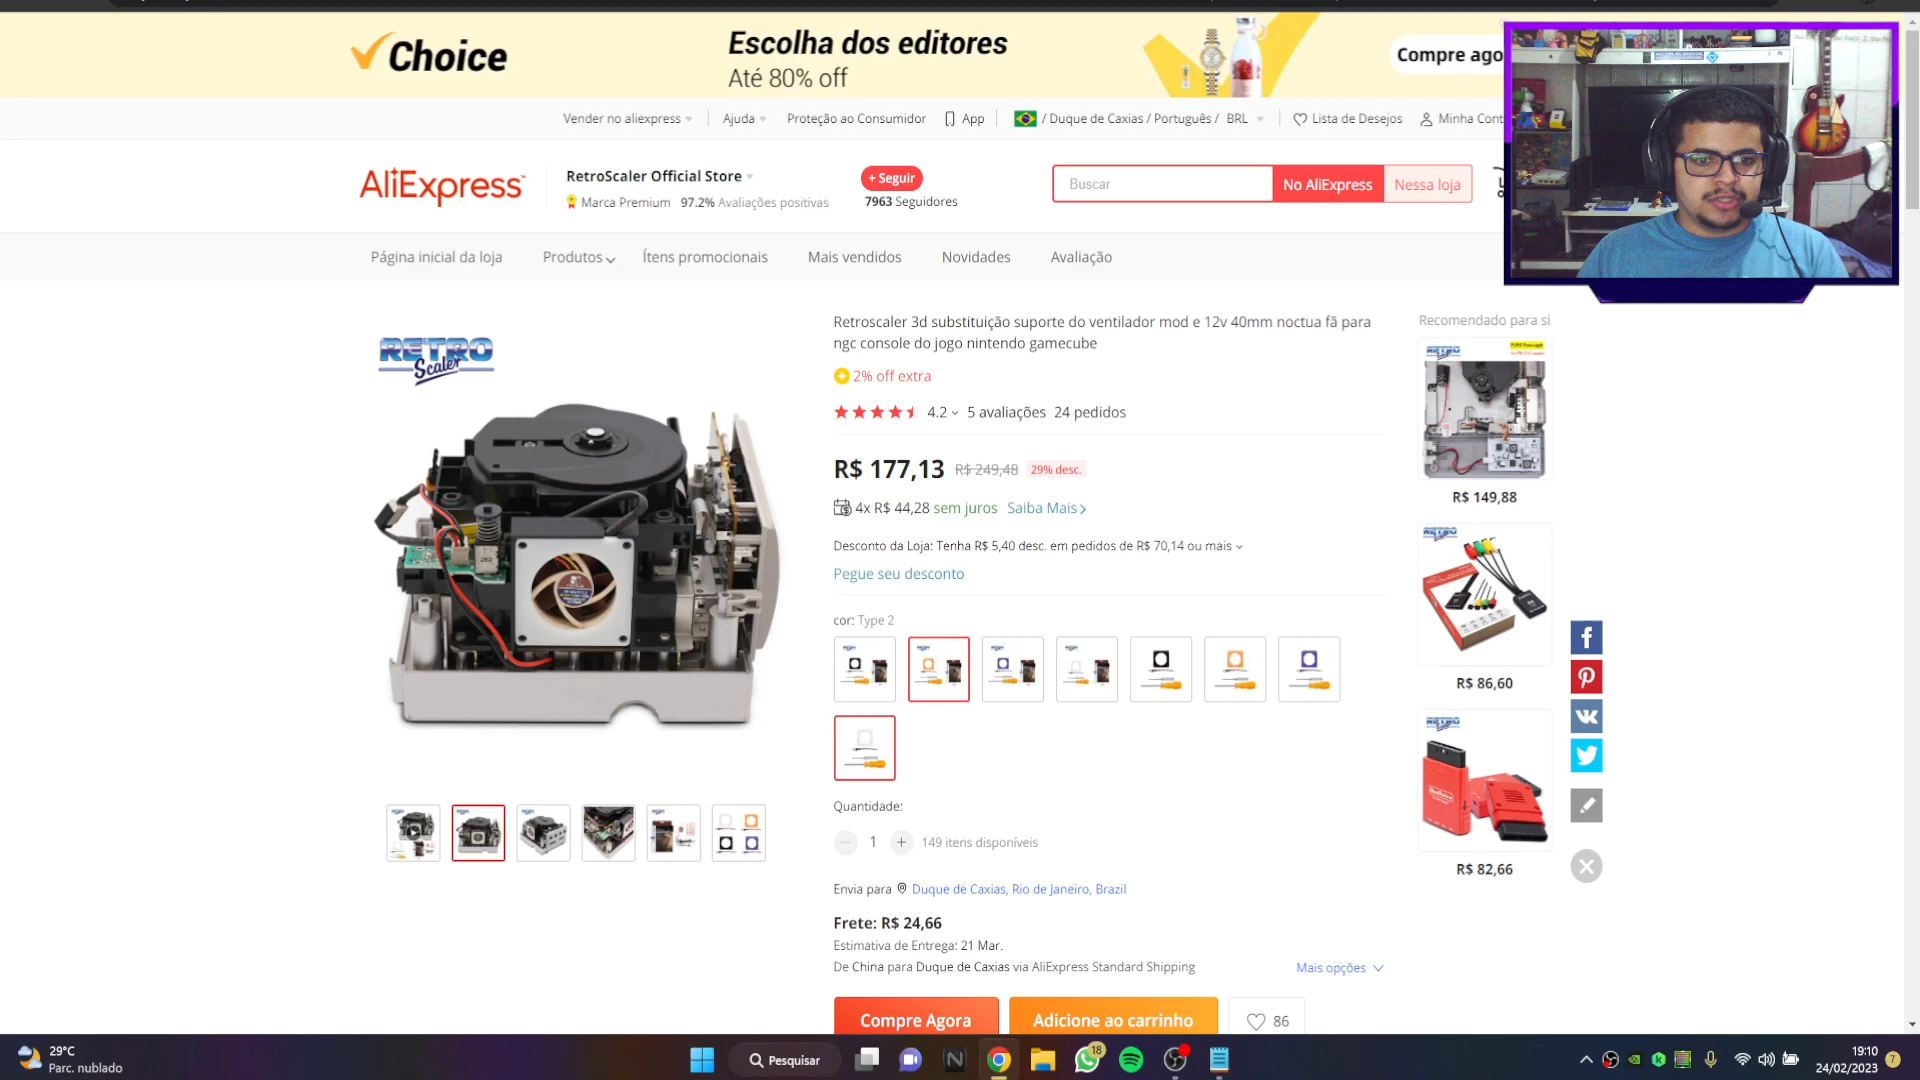 Choice
Escolha dos editores
Até 80% off
Compre ago
Vender no aliexpress
Ajuda
Proteção ao Consumidor
App
/ Duque de Caxias / Português / BRL
Lista de Desejos
Minha Cont
AliExpress
RetroScaler Official Store
Marca Premium 97.2% Avaliações positivas
+ Seguir
7963 Seguidores
Buscar
No AliExpress
Nessa loja
Página inicial da loja
Produtos
Ítens promocionais
Mais vendidos
Novidades
Avaliação
RETRO
Scaler
Retroscaler 3d substituição suporte do ventilador mod e 12v 40mm noctua fã para
ngc console do jogo nintendo gamecube
2% off extra
4.2 5 avaliações 24 pedidos
R$ 177,13 R$ 249,48 29% desc.
4x R$ 44,28 sem juros Saiba Mais
Desconto da Loja: Tenha R$ 5,40 desc. em pedidos de R$ 70,14 ou mais
Pegue seu desconto
cor: Type 2
Quantidade:
1
149 itens disponíveis
Envia para Duque de Caxias, Rio de Janeiro, Brazil
Frete: R$ 24,66
Estimativa de Entrega: 21 Mar.
De China para Duque de Caxias via AliExpress Standard Shipping
Mais opções
Compre Agora
Adicione ao carrinho
86
Recomendado para si
R$ 149,88
R$ 86,60
R$ 82,66
29°C
Parc. nublado
Pesquisar
18
19:10
24/02/2023
7